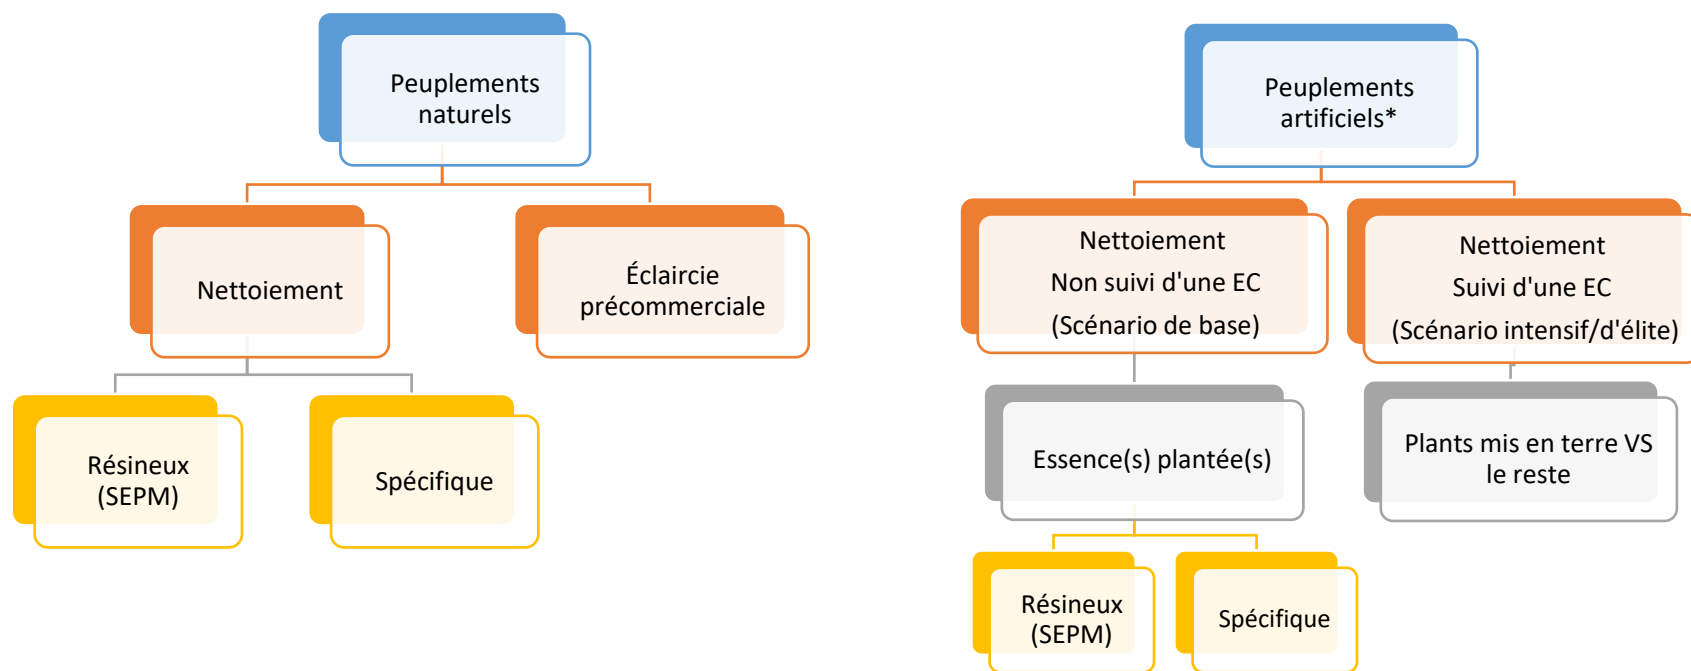 Peuplements
naturels
Nettoiement
Éclaircie
précommerciale
Résineux
(SEPM)
Spécifique
Peuplements
artificiels*
Nettoiement
Non suivi d'une EC
(Scénario de base)
Nettoiement
Suivi d'une EC
(Scénario intensif/d'élite)
Essence(s) plantée(s)
Plants mis en terre VS
le reste
Résineux
(SEPM)
Spécifique